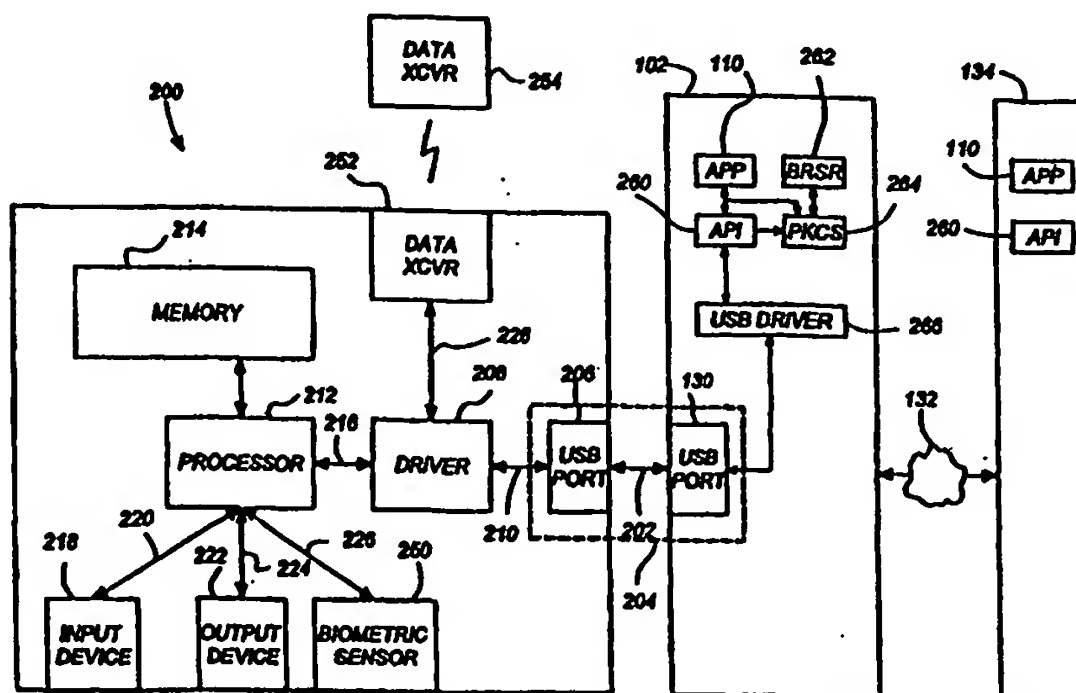 DATA
XCVR
254
200
252
102
110
262
134
APP
BRSR
264
260
API
PKCS
110
APP
260
API
214
MEMORY
DATA
XCVR
228
USB DRIVER
266
212
208
206
130
132
216
PROCESSOR
DRIVER
USB
PORT
USB
PORT
210
202
204
220
226
218
222
224
250
INPUT
DEVICE
OUTPUT
DEVICE
BIOMETRIC
SENSOR